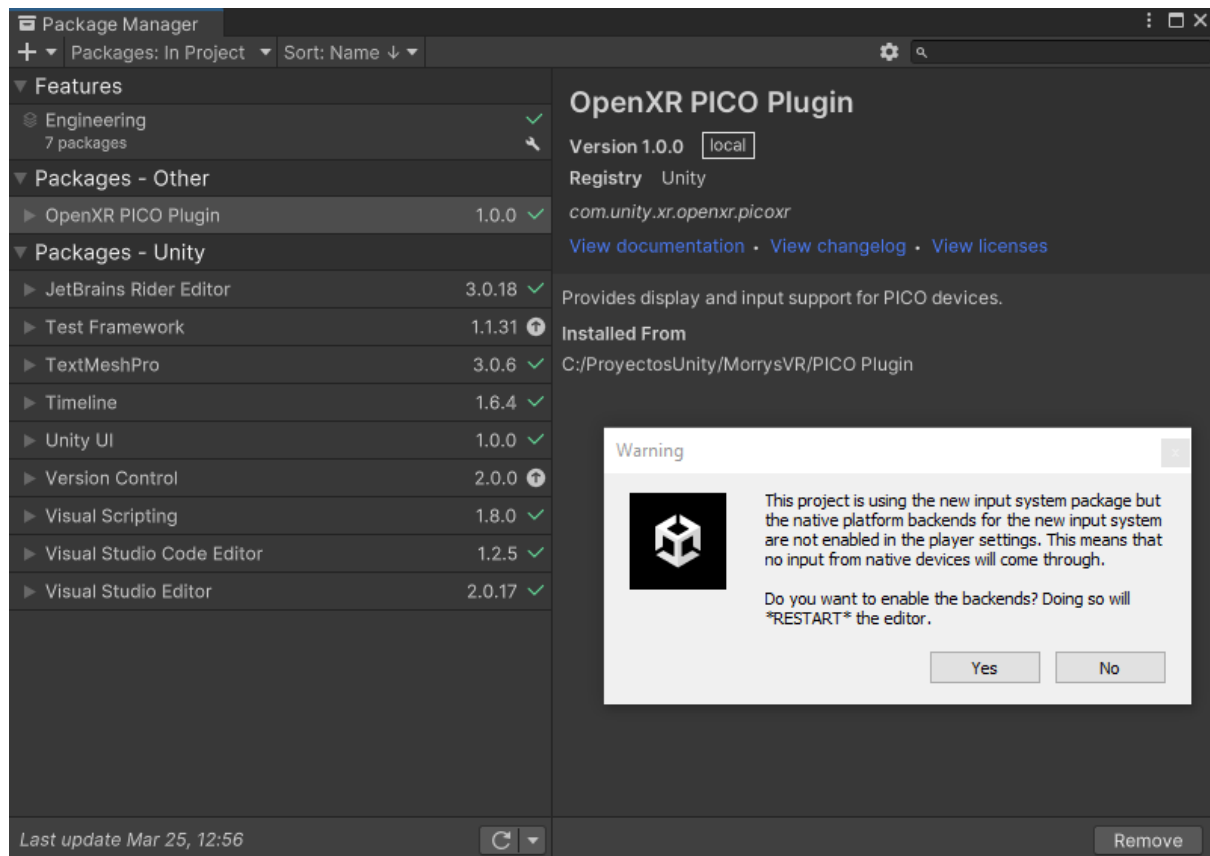 Package Manager
Packages: In Project
Sort: Name ↓
Features
Engineering
7 packages
Packages - Other
OpenXR PICO Plugin 1.0.0
Packages - Unity
JetBrains Rider Editor 3.0.18
Test Framework 1.1.31
TextMeshPro 3.0.6
Timeline 1.6.4
Unity UI 1.0.0
Version Control 2.0.0
Visual Scripting 1.8.0
Visual Studio Code Editor 1.2.5
Visual Studio Editor 2.0.17
Last update Mar 25, 12:56
OpenXR PICO Plugin
Version 1.0.0 local
Registry Unity
com.unity.xr.openxr.picoxr
View documentation • View changelog • View licenses
Provides display and input support for PICO devices.
Installed From
C:/ProyectosUnity/MorrysVR/PICO Plugin
Warning
This project is using the new input system package but
the native platform backends for the new input system
are not enabled in the player settings. This means that
no input from native devices will come through.
Do you want to enable the backends? Doing so will
*RESTART* the editor.
Yes
No
Remove